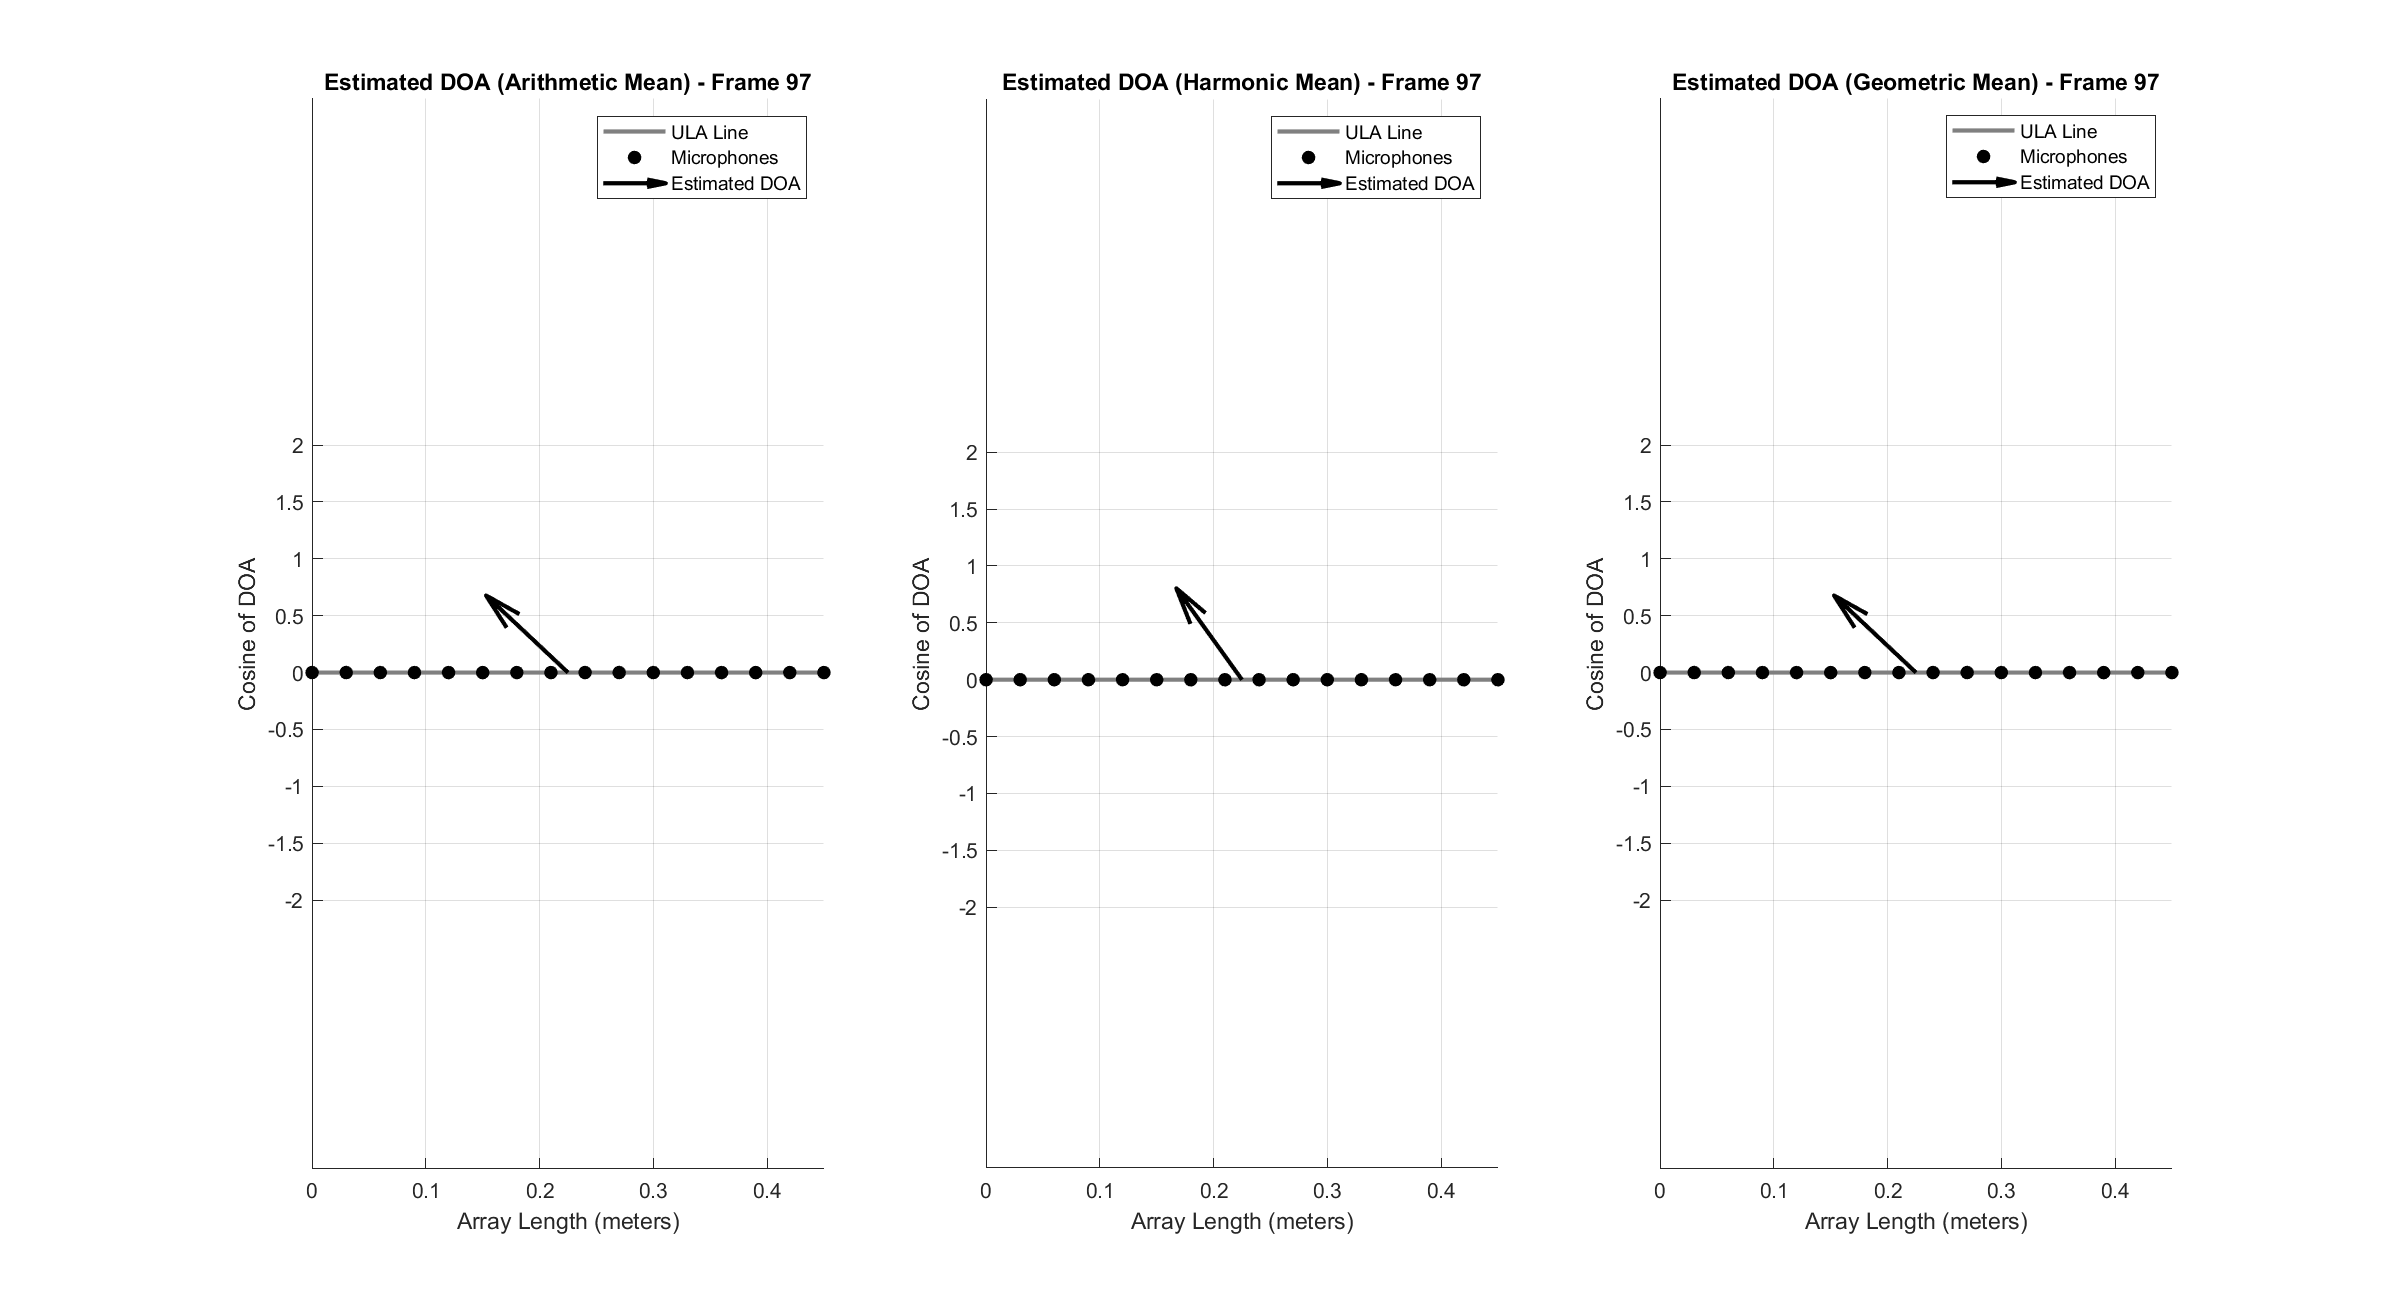 Estimated DOA (Arithmetic Mean) - Frame 97
ULA Line
Microphones
Estimated DOA
2
1.5
1
0.5
0
-0.5
-1
-1.5
-2
Cosine of DOA
0 0.1 0.2 0.3 0.4
Array Length (meters)
Estimated DOA (Harmonic Mean) - Frame 97
ULA Line
Microphones
Estimated DOA
2
1.5
1
0.5
0
-0.5
-1
-1.5
-2
Cosine of DOA
0 0.1 0.2 0.3 0.4
Array Length (meters)
Estimated DOA (Geometric Mean) - Frame 97
ULA Line
Microphones
Estimated DOA
2
1.5
1
0.5
0
-0.5
-1
-1.5
-2
Cosine of DOA
0 0.1 0.2 0.3 0.4
Array Length (meters)